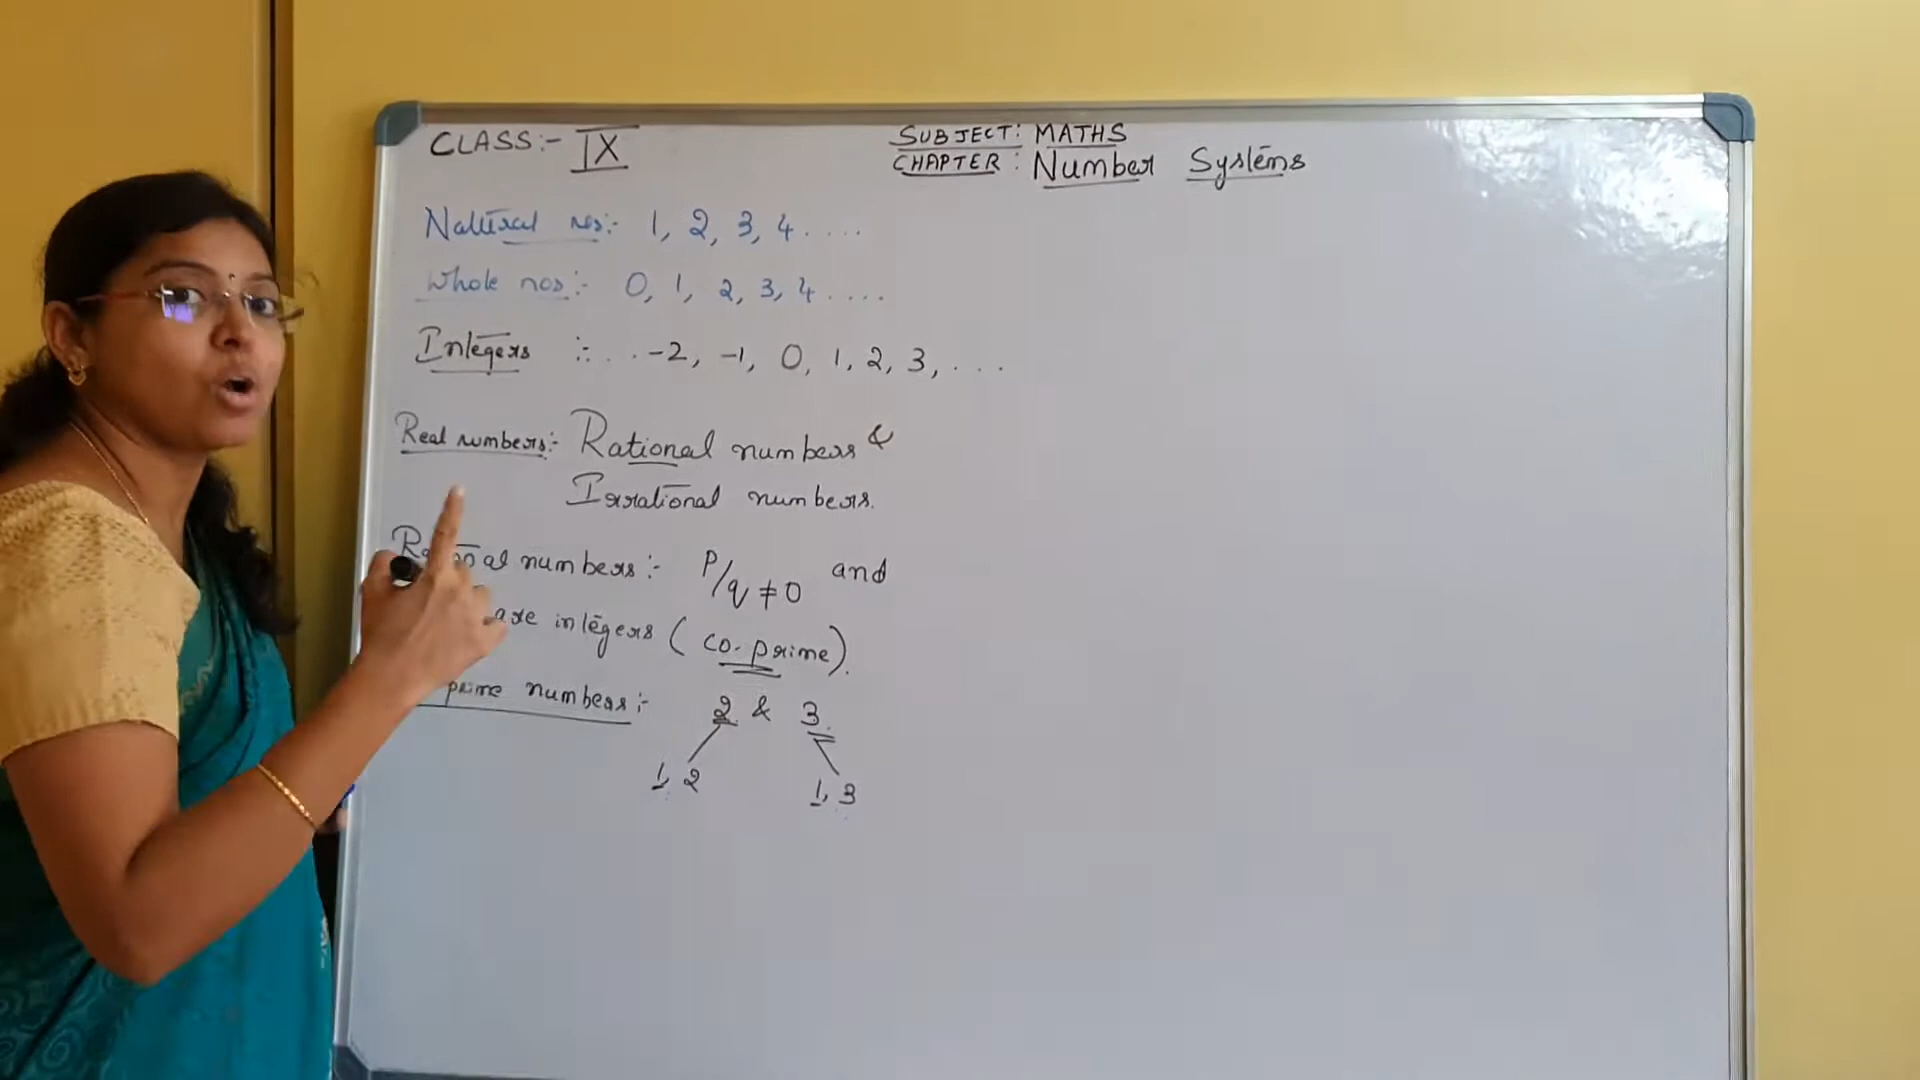 CLASS:- IX
SUBJECT: MATHS
CHAPTER: Number Systems
Natural nos:- 1, 2, 3, 4 ....
Whole nos:- 0, 1, 2, 3, 4 ....
Integers :- .. -2, -1, 0, 1, 2, 3, ...
Real numbers:- Rational numbers &
Irrational numbers.
numbers:- P/q ≠ 0 and
are integers (co-prime).
prime numbers:- 2 & 3.
1, 2 1, 3